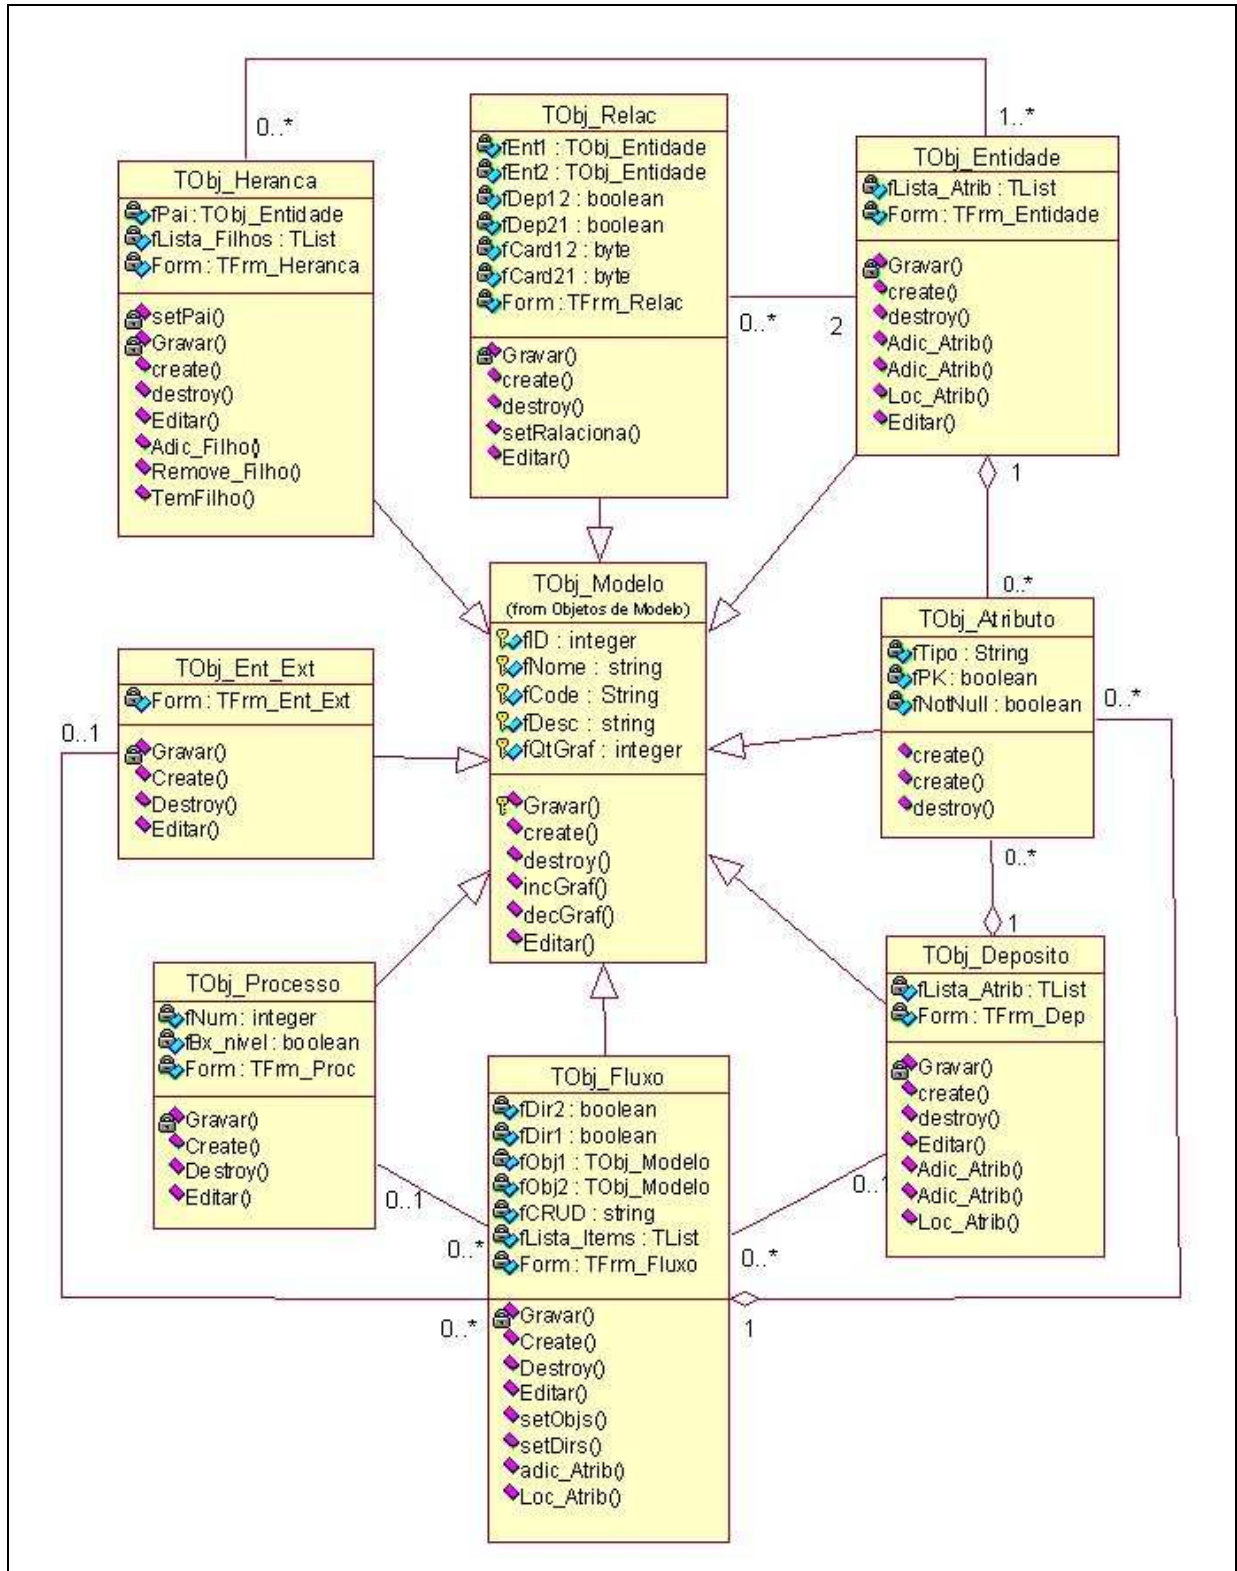 0..*
1..*
TObj_Heranca
fPai : TObj_Entidade
fLista_Filhos : TList
Form : TFrm_Heranca
setPai()
Gravar()
create()
destroy()
Editar()
Adic_Filho()
Remove_Filho()
TemFilho()
TObj_Relac
fEnt1 : TObj_Entidade
fEnt2 : TObj_Entidade
fDep12 : boolean
fDep21 : boolean
fCard12 : byte
fCard21 : byte
Form : TFrm_Relac
Gravar()
create()
destroy()
setRalaciona()
Editar()
0..*
2
TObj_Entidade
fLista_Atrib : TList
Form : TFrm_Entidade
Gravar()
create()
destroy()
Adic_Atrib()
Adic_Atrib()
Loc_Atrib()
Editar()
1
0..*
TObj_Modelo
(from Objetos de Modelo)
fID : integer
fNome : string
fCode : String
fDesc : string
fQtGraf : integer
Gravar()
create()
destroy()
incGraf()
decGraf()
Editar()
TObj_Atributo
fTipo : String
fPK : boolean
fNotNull : boolean
create()
create()
destroy()
0..*
0..*
1
TObj_Ent_Ext
Form : TFrm_Ent_Ext
Gravar()
Create()
Destroy()
Editar()
0..1
TObj_Processo
fNum : integer
fBx_nivel : boolean
Form : TFrm_Proc
Gravar()
Create()
Destroy()
Editar()
0..1
0..*
0..*
TObj_Fluxo
fDir2 : boolean
fDir1 : boolean
fObj1 : TObj_Modelo
fObj2 : TObj_Modelo
fCRUD : string
fLista_Items : TList
Form : TFrm_Fluxo
Gravar()
Create()
Destroy()
Editar()
setObjs()
setDirs()
adic_Atrib()
Loc_Atrib()
0..1
0..*
1
TObj_Deposito
fLista_Atrib : TList
Form : TFrm_Dep
Gravar()
create()
destroy()
Editar()
Adic_Atrib()
Adic_Atrib()
Loc_Atrib()